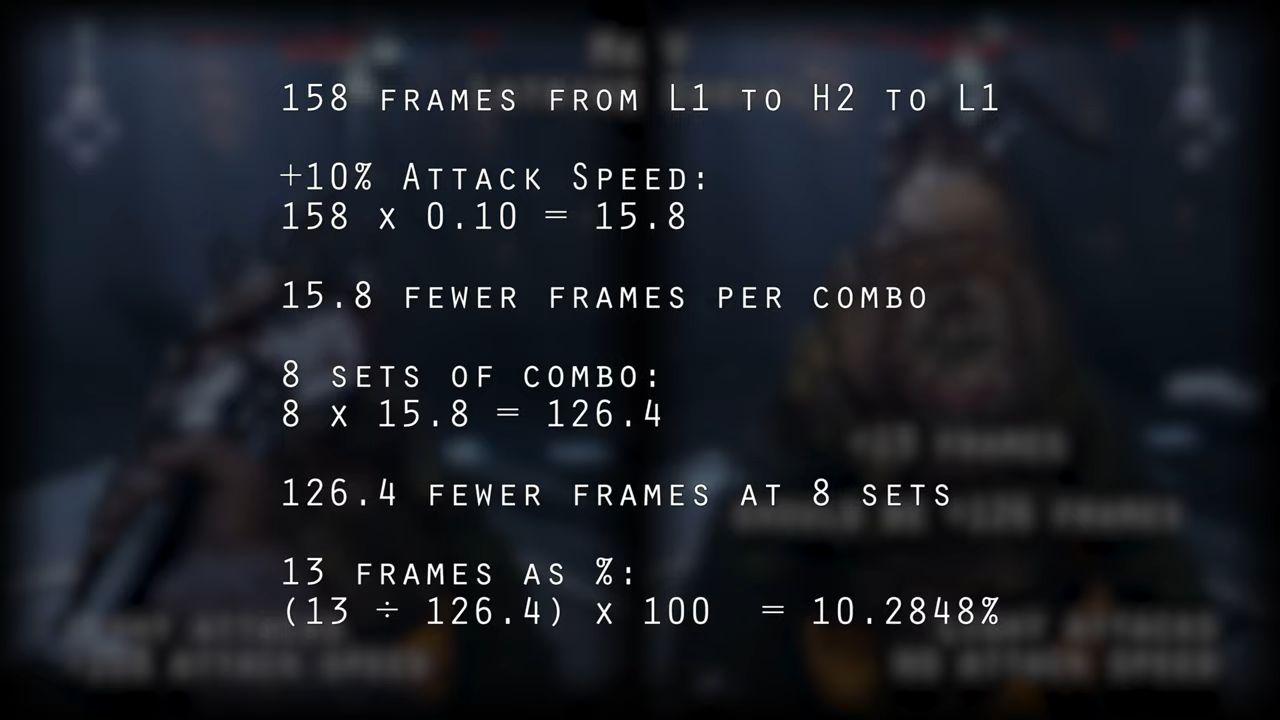 158 FRAMES FROM L1 TO H2 TO L1
+10% ATTACK SPEED:
158 x 0.10 = 15.8
15.8 FEWER FRAMES PER COMBO
8 SETS OF COMBO:
8 x 15.8 = 126.4
126.4 FEWER FRAMES AT 8 SETS
13 FRAMES AS %:
(13 ÷ 126.4) x 100 = 10.2848%